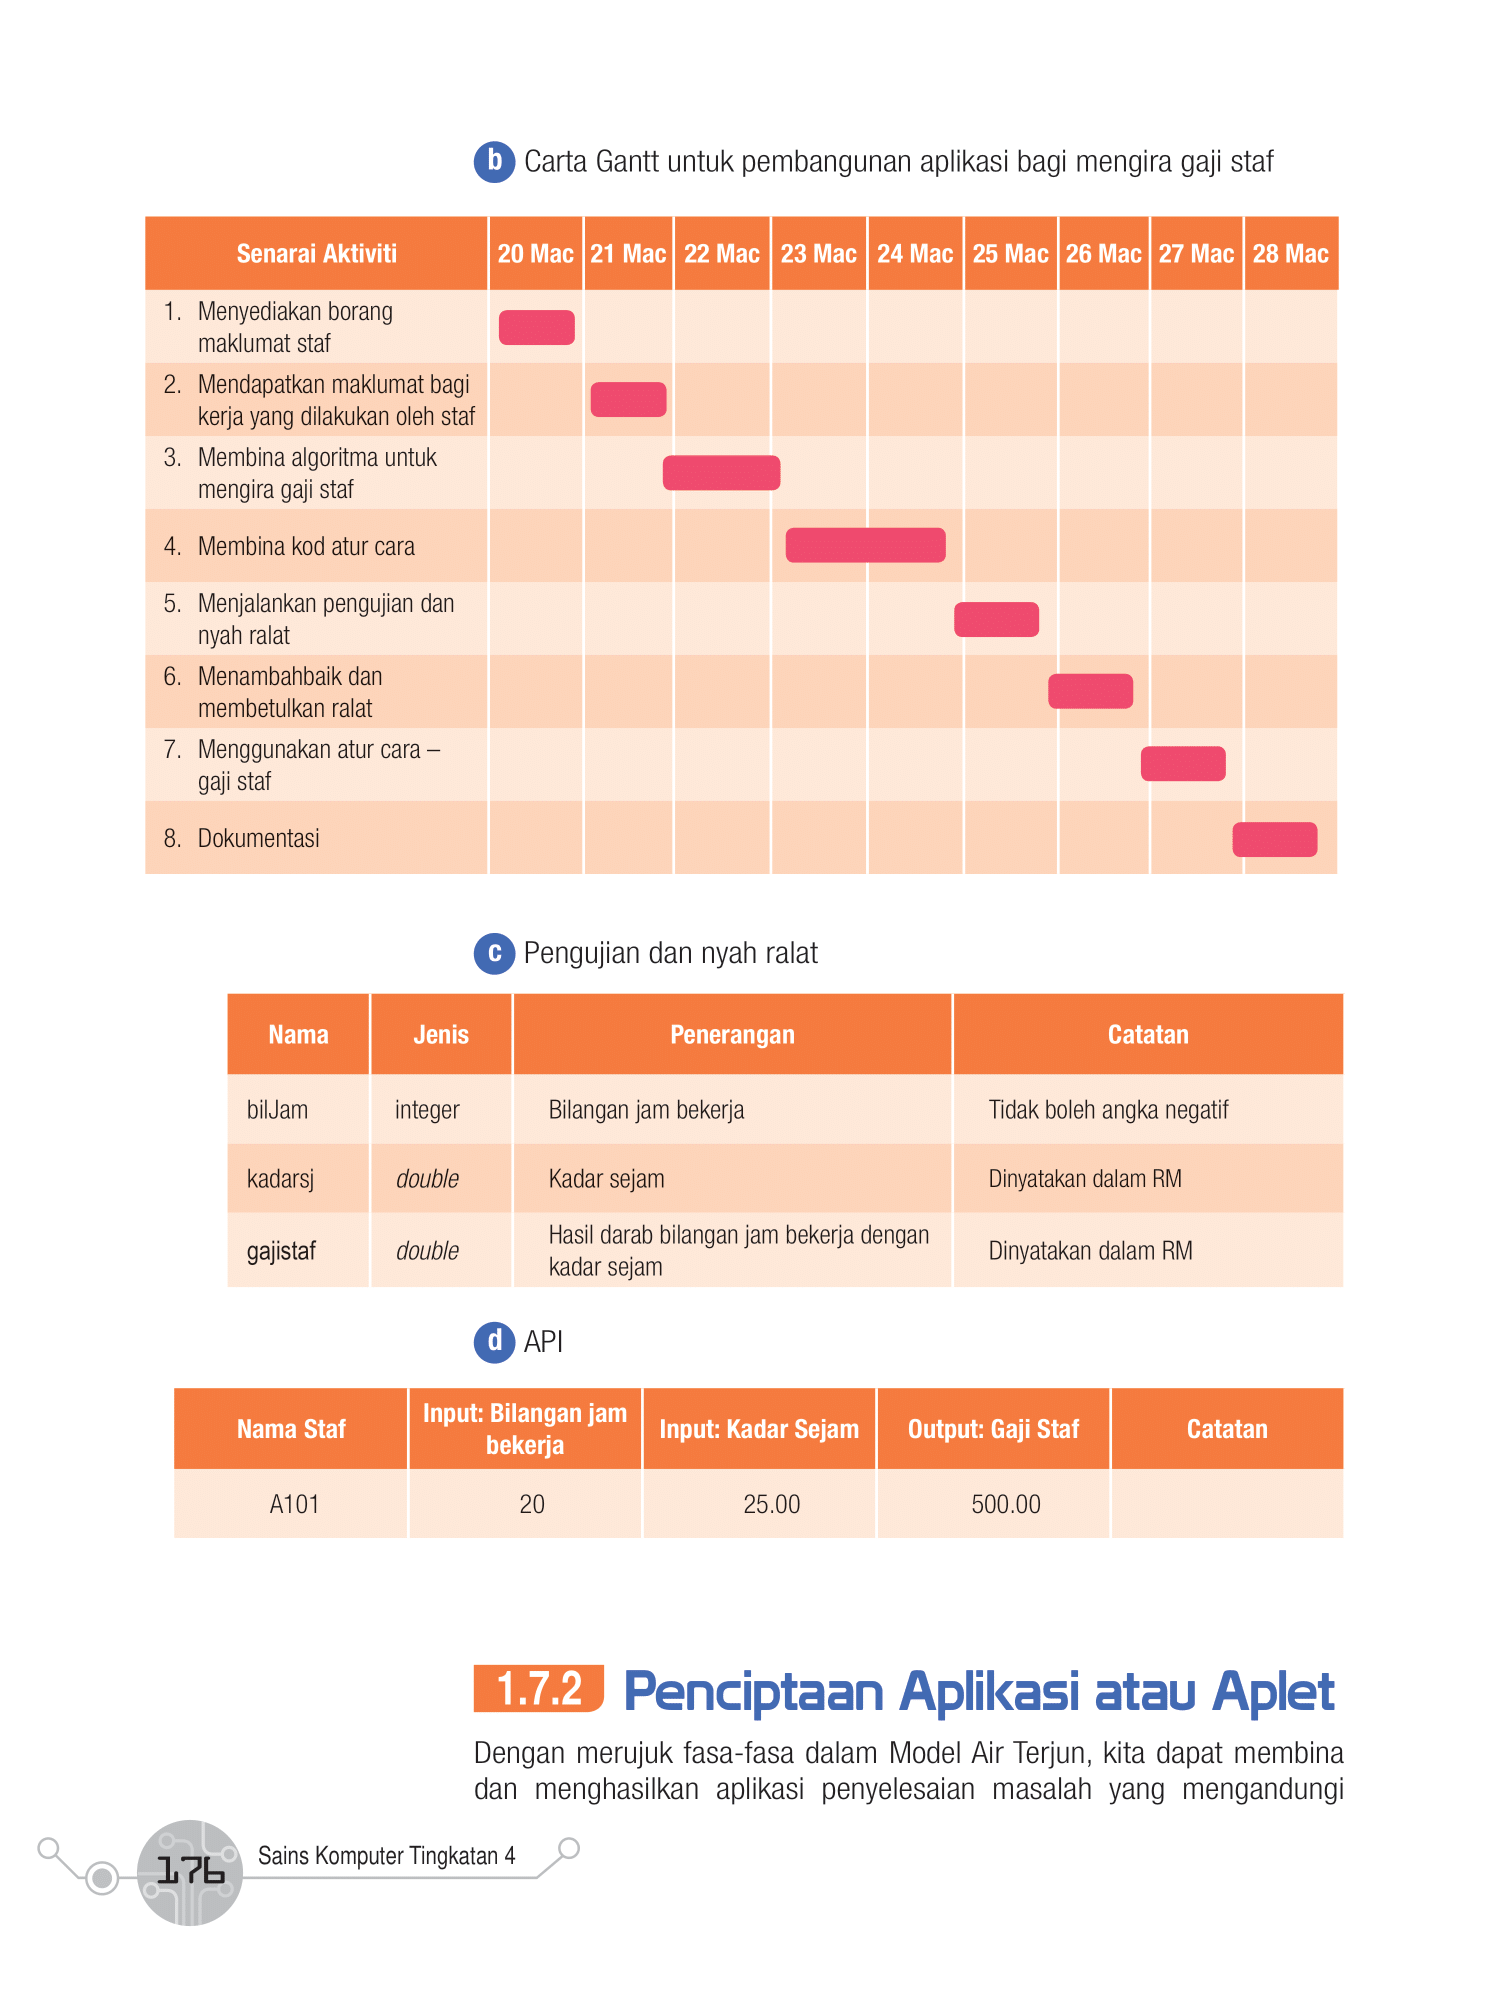 b Carta Gantt untuk pembangunan aplikasi bagi mengira gaji staf
Senarai Aktiviti 20 Mac 21 Mac 22 Mac 23 Mac 24 Mac 25 Mac 26 Mac 27 Mac 28 Mac
1. Menyediakan borang
maklumat staf
2. Mendapatkan maklumat bagi
kerja yang dilakukan oleh staf
3. Membina algoritma untuk
mengira gaji staf
4. Membina kod atur cara
5. Menjalankan pengujian dan
nyah ralat
6. Menambahbaik dan
membetulkan ralat
7. Menggunakan atur cara –
gaji staf
8. Dokumentasi
c Pengujian dan nyah ralat
Nama Jenis Penerangan Catatan
bilJam integer Bilangan jam bekerja Tidak boleh angka negatif
kadarsj double Kadar sejam Dinyatakan dalam RM
gajistaf double Hasil darab bilangan jam bekerja dengan
kadar sejam Dinyatakan dalam RM
d API
Nama Staf Input: Bilangan jam
bekerja Input: Kadar Sejam Output: Gaji Staf Catatan
A101 20 25.00 500.00
1.7.2 Penciptaan Aplikasi atau Aplet
Dengan merujuk fasa-fasa dalam Model Air Terjun, kita dapat membina
dan menghasilkan aplikasi penyelesaian masalah yang mengandungi
176 Sains Komputer Tingkatan 4